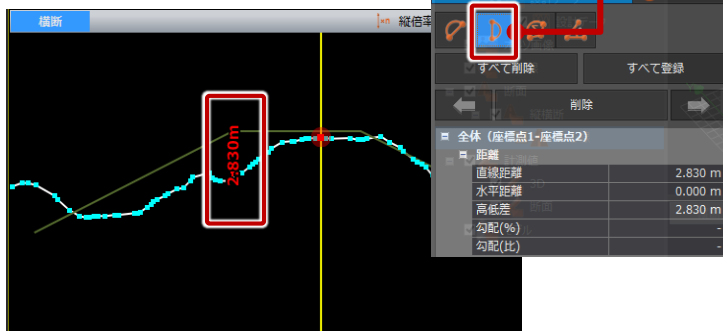 横断
縦倍率
2.830m
すべて削除
すべて登録
削除
全体（座標点1-座標点2）
距離
直線距離 2.830 m
水平距離 0.000 m
高低差 2.830 m
勾配(%) -
勾配(比) -